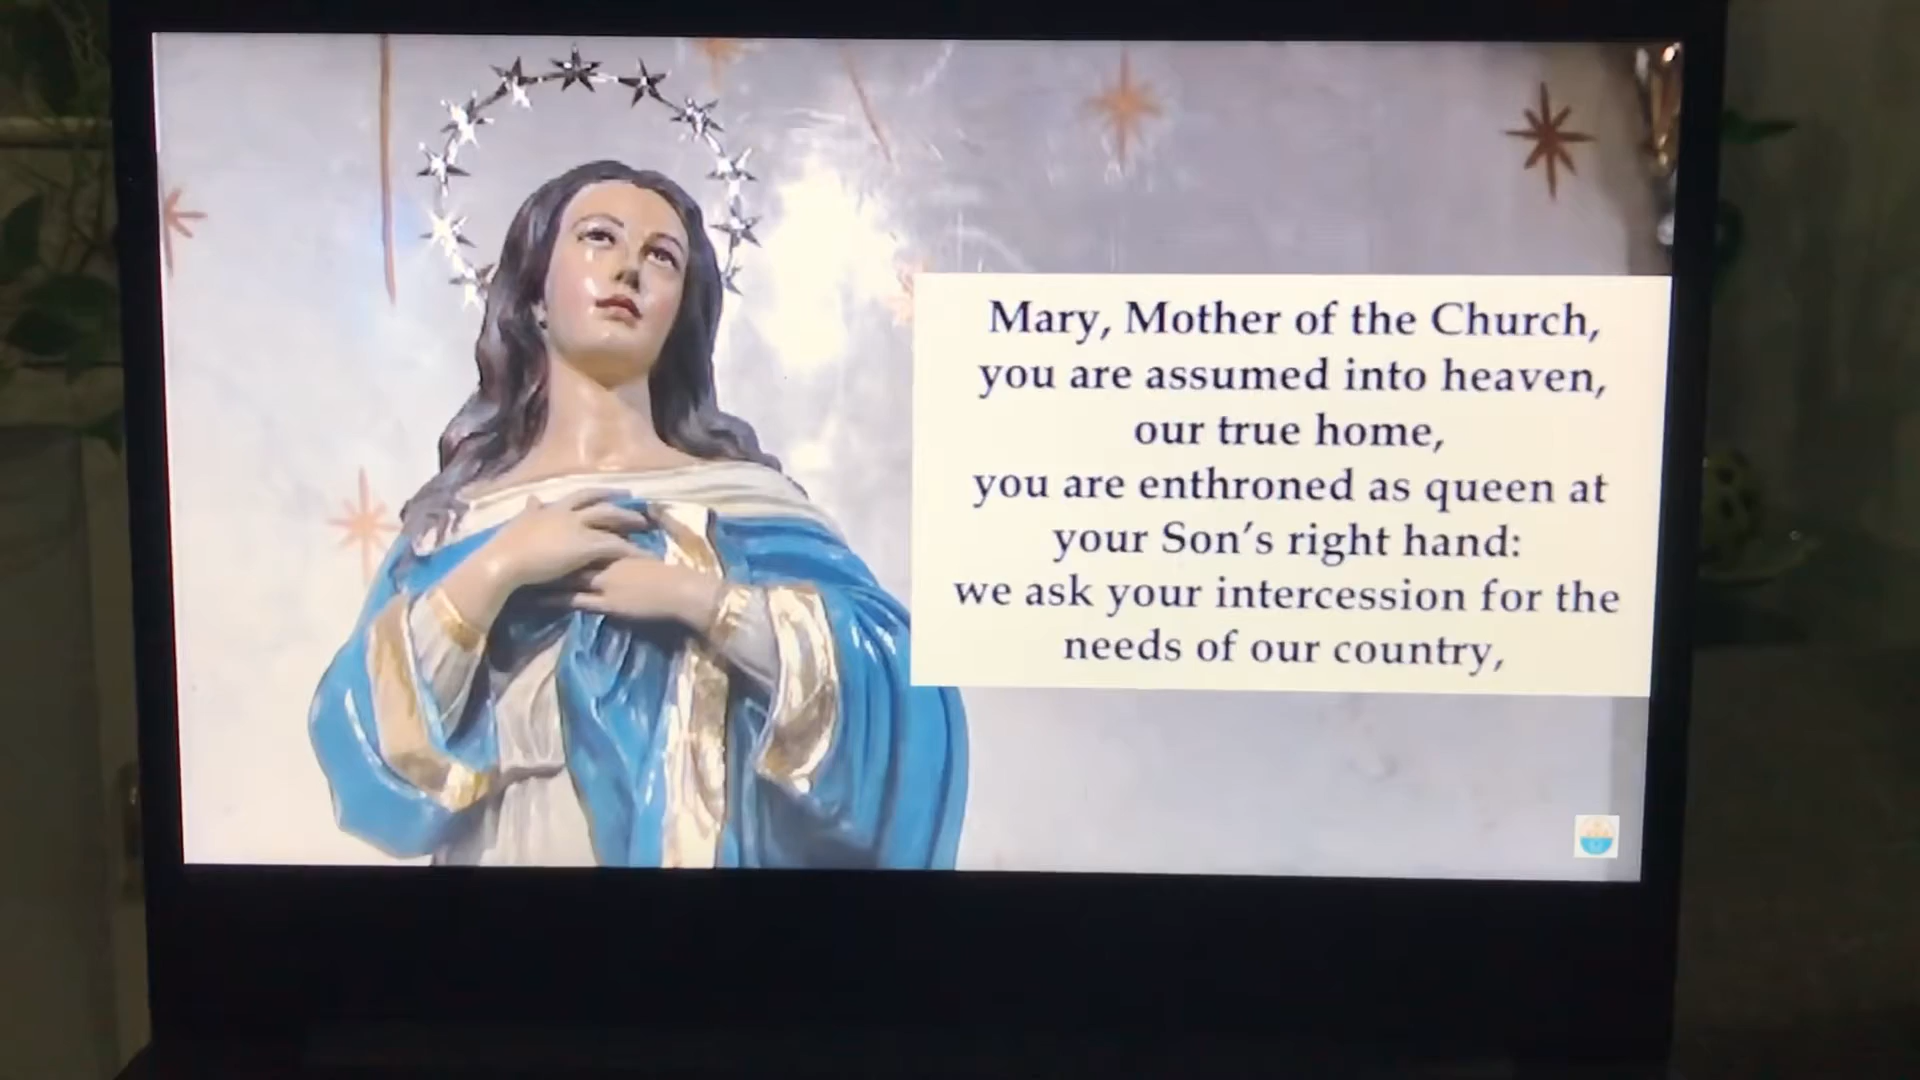 Mary, Mother of the Church,
you are assumed into heaven,
our true home,
you are enthroned as queen at
your Son's right hand:
we ask your intercession for the
needs of our country,